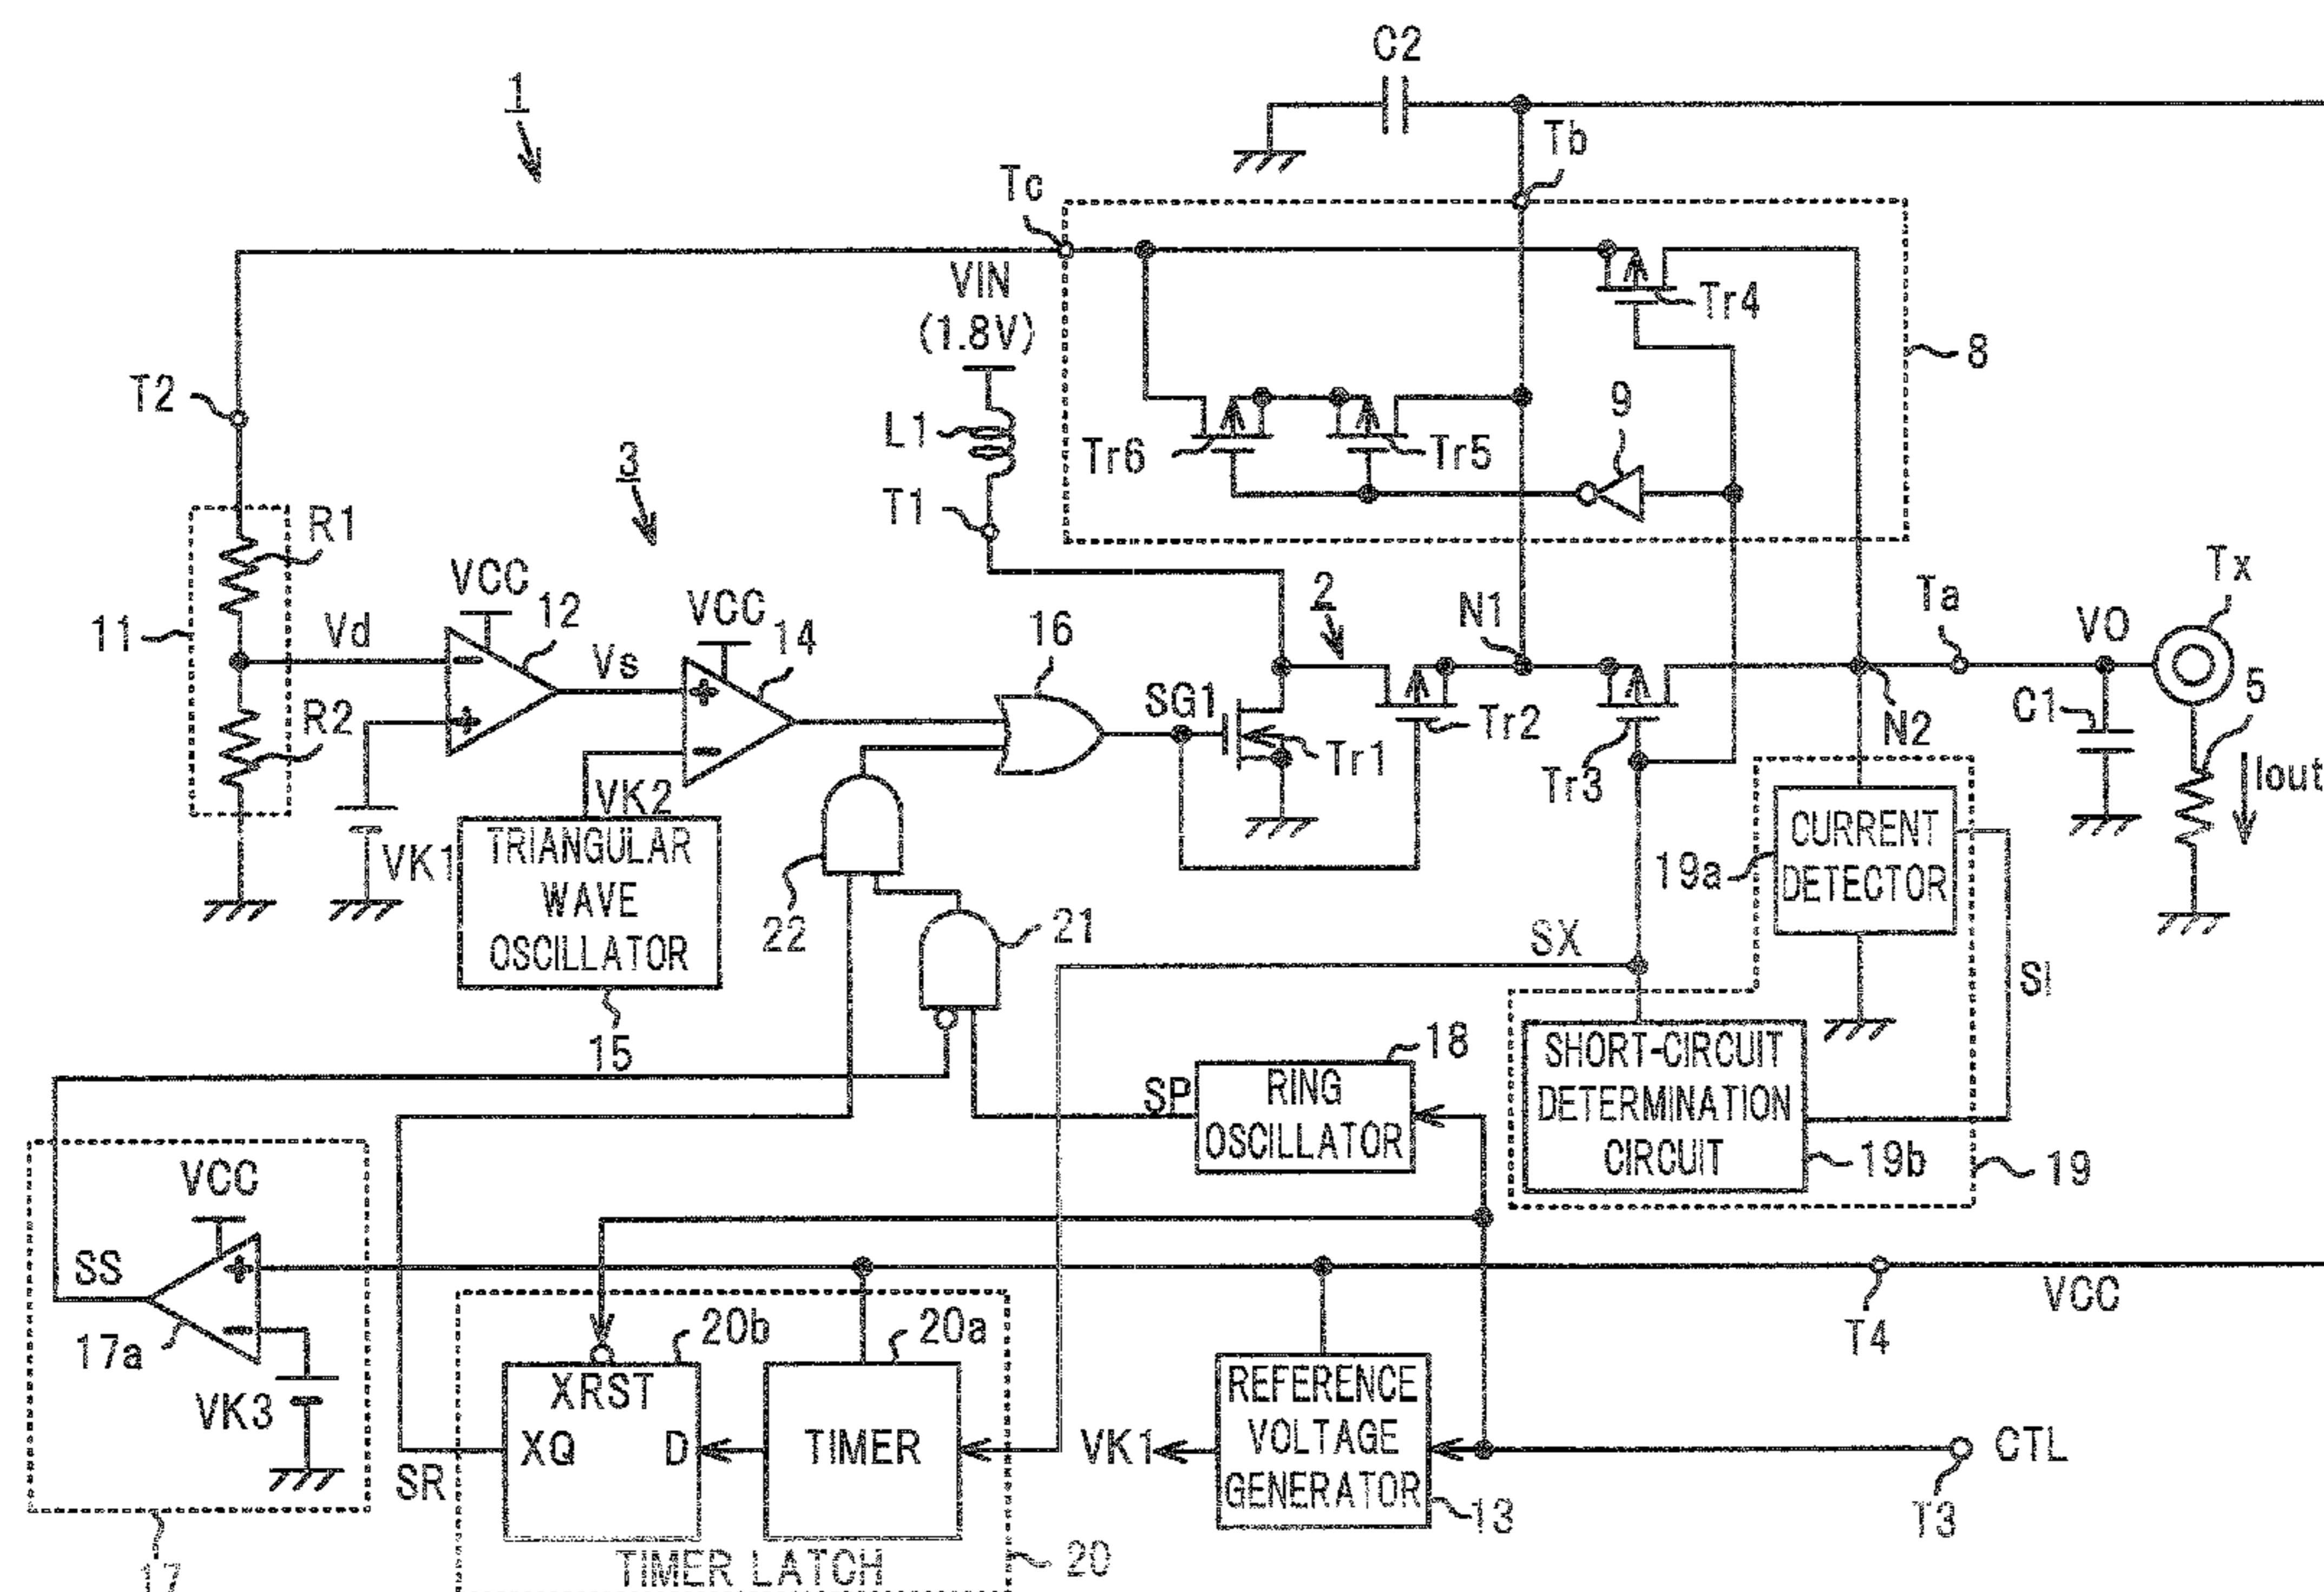 C2
1
Tb
Tc
VIN
(1.8V)
Tr4
8
T2
L1
9
Tr6
Tr5
3
T1
R1
VCC
12
VCC
14
2
N1
Ta
Tx
11
Vd
Vs
16
VO
5
SG1
R2
Tr2
C1
N2
Tr1
Tr3
Iout
VK2
VK1
TRIANGULAR
WAVE
OSCILLATOR
CURRENT
DETECTOR
19a
22
21
SX
SI
15
18
SHORT-CIRCUIT
DETERMINATION
CIRCUIT
SP
RING
OSCILLATOR
19b
19
VCC
SS
VCC
17a
20b
20a
T4
XRST
REFERENCE
VOLTAGE
GENERATOR
VK3
XQ
D
TIMER
VK1
CTL
SR
13
T3
TIMER LATCH
20
17